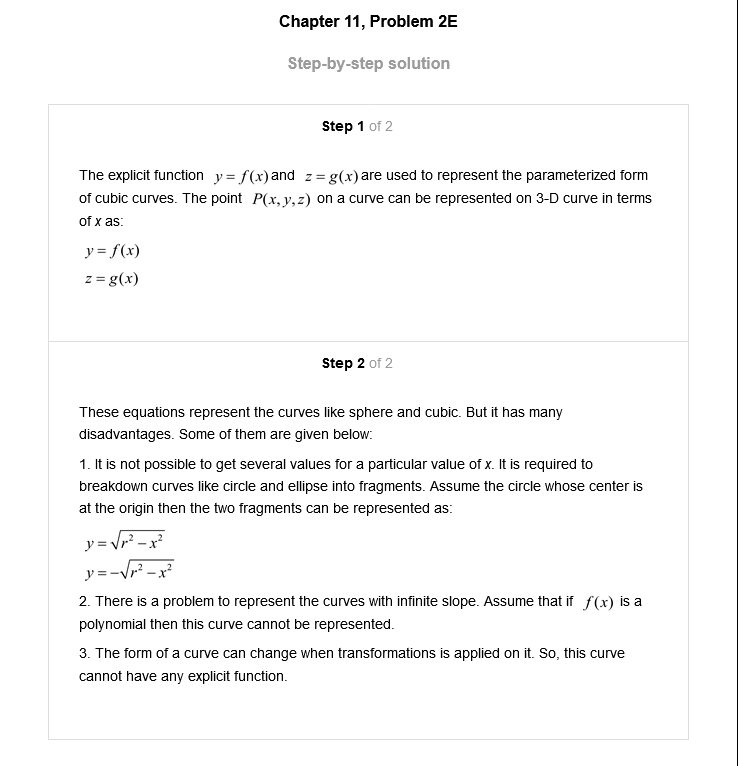 Chapter 11, Problem 2E
Step-by-step solution
Step 1 of 2
The explicit function y = f(x) and z = g(x) are used to represent the parameterized form
of cubic curves. The point P(x, y, z) on a curve can be represented on 3-D curve in terms
of x as:
y = f(x)
z = g(x)
Step 2 of 2
These equations represent the curves like sphere and cubic. But it has many
disadvantages. Some of them are given below:
1. It is not possible to get several values for a particular value of x. It is required to
breakdown curves like circle and ellipse into fragments. Assume the circle whose center is
at the origin then the two fragments can be represented as:
y = √(r² − x²)
y = −√(r² − x²)
2. There is a problem to represent the curves with infinite slope. Assume that if f(x) is a
polynomial then this curve cannot be represented.
3. The form of a curve can change when transformations is applied on it. So, this curve
cannot have any explicit function.